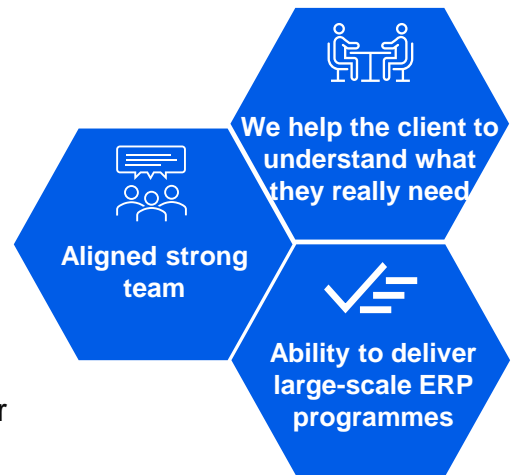 We help the client to
understand what
they really need
Aligned strong
team
Ability to deliver
large-scale ERP
programmes
r